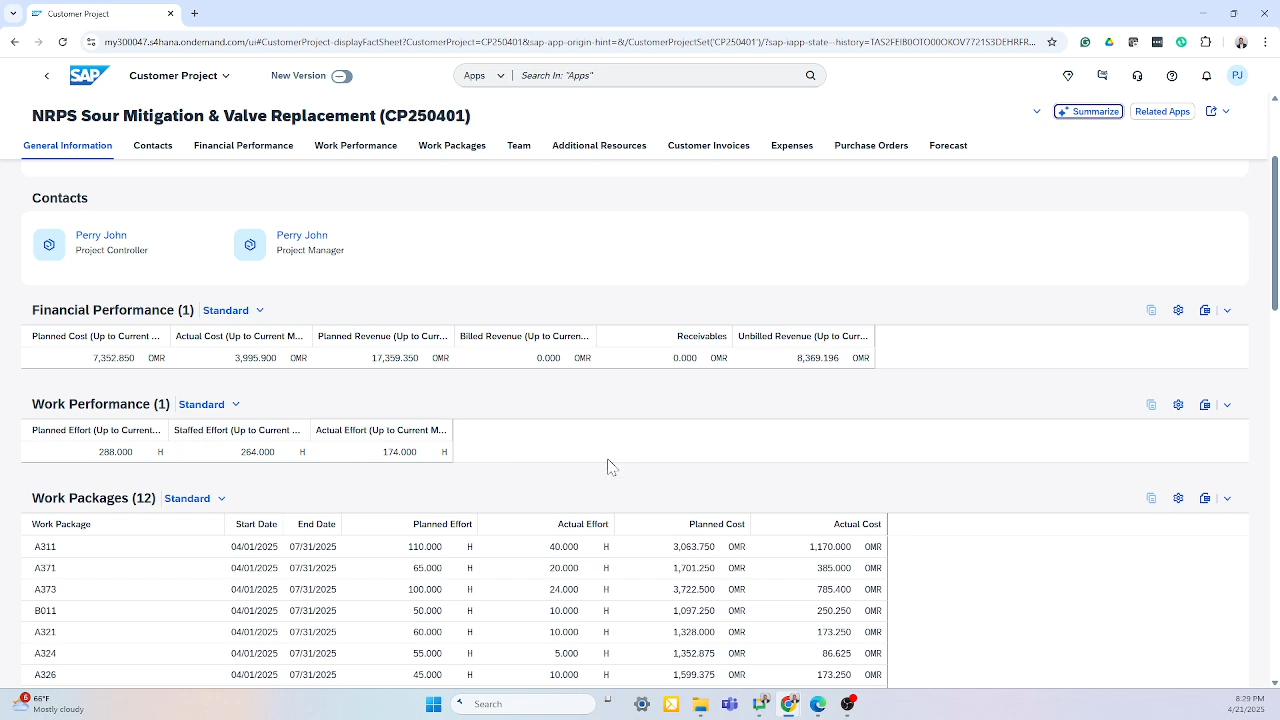 Customer Project
my300047.s4hana.ondemand.com/ui#CustomerProject-displayFactSheet?CustomerProject=CP250401&sap-app-origin-hint=&/CustomerProjectSet('CP250401')/?sap-iapp-state--history=TAS2FEIB0OTO00KOV7721S3DEHRFR...
SAP Customer Project New Version Apps Search In: "Apps" PJ
NRPS Sour Mitigation & Valve Replacement (CP250401) Summarize Related Apps
General Information Contacts Financial Performance Work Performance Work Packages Team Additional Resources Customer Invoices Expenses Purchase Orders Forecast
Contacts
Perry John Perry John
Project Controller Project Manager
Financial Performance (1) Standard
Planned Cost (Up to Current ... Actual Cost (Up to Current M... Planned Revenue (Up to Curr... Billed Revenue (Up to Curren... Receivables Unbilled Revenue (Up to Curr...
7,352.850 OMR 3,995.900 OMR 17,359.350 OMR 0.000 OMR 0.000 OMR 8,369.196 OMR
Work Performance (1) Standard
Planned Effort (Up to Current... Staffed Effort (Up to Current ... Actual Effort (Up to Current M...
288.000 H 264.000 H 174.000 H
Work Packages (12) Standard
Work Package Start Date End Date Planned Effort Actual Effort Planned Cost Actual Cost
A311 04/01/2025 07/31/2025 110.000 H 40.000 H 3,063.750 OMR 1,170.000 OMR
A371 04/01/2025 07/31/2025 65.000 H 20.000 H 1,701.250 OMR 385.000 OMR
A373 04/01/2025 07/31/2025 100.000 H 24.000 H 3,722.500 OMR 785.400 OMR
B011 04/01/2025 07/31/2025 50.000 H 10.000 H 1,097.250 OMR 250.250 OMR
A321 04/01/2025 07/31/2025 60.000 H 10.000 H 1,328.000 OMR 173.250 OMR
A324 04/01/2025 07/31/2025 55.000 H 5.000 H 1,352.875 OMR 86.625 OMR
A326 04/01/2025 07/31/2025 45.000 H 10.000 H 1,599.375 OMR 173.250 OMR
6 66°F Search 8:29 PM
Mostly cloudy 4/21/2025